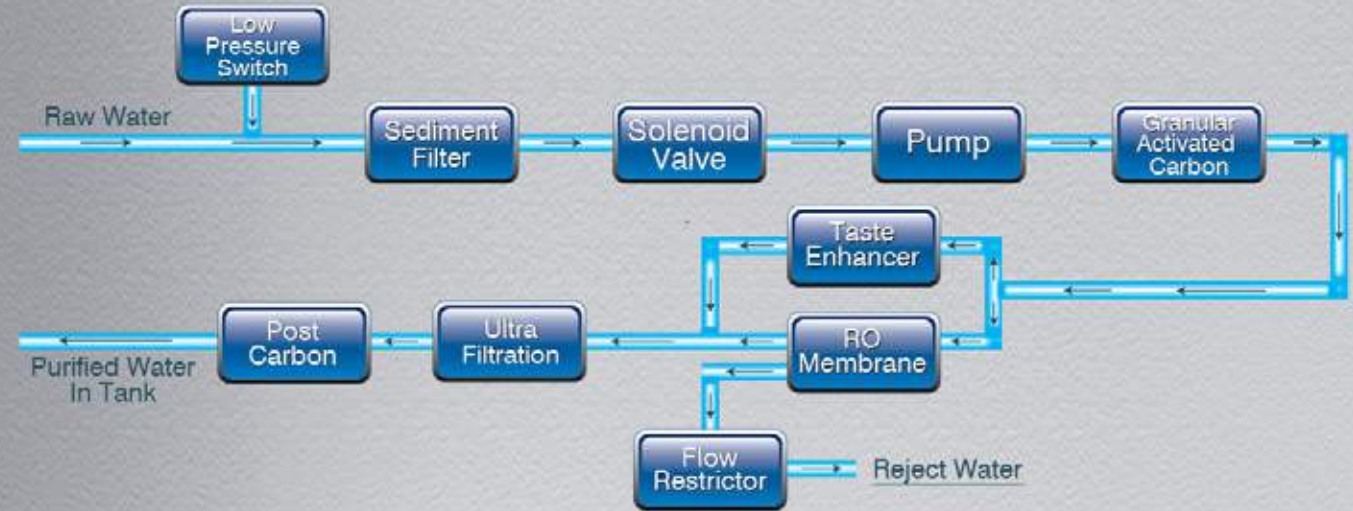 Low
Pressure
Switch
Raw Water
Sediment
Filter
Solenoid
Valve
Pump
Granular
Activated
Carbon
Taste
Enhancer
RO
Membrane
Ultra
Filtration
Post
Carbon
Purified Water
In Tank
Flow
Restrictor
Reject Water